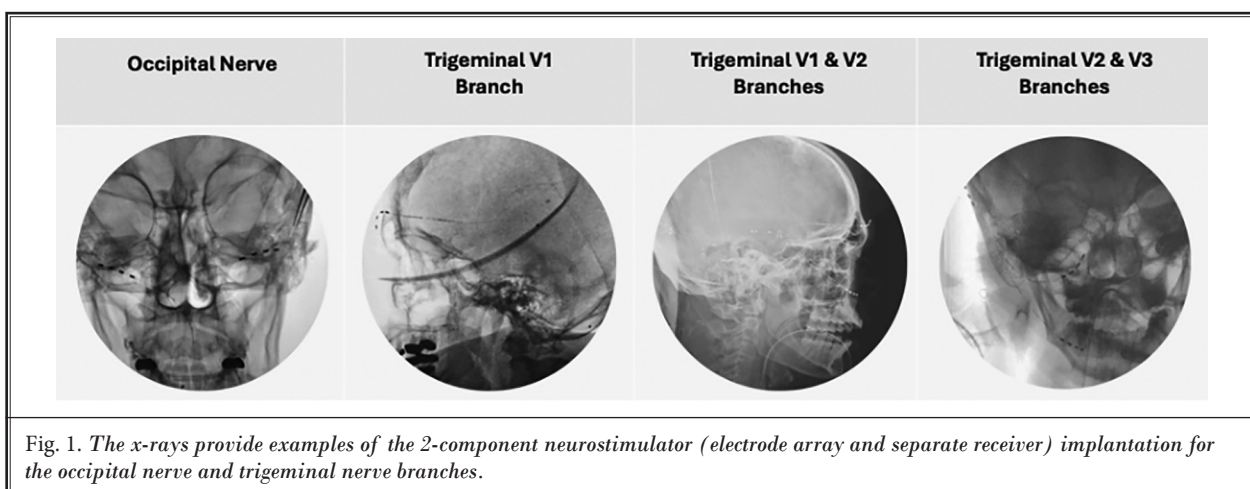 Occipital Nerve
Trigeminal V1
Branch
Trigeminal V1 & V2
Branches
Trigeminal V2 & V3
Branches
Fig. 1. The x-rays provide examples of the 2-component neurostimulator (electrode array and separate receiver) implantation for
the occipital nerve and trigeminal nerve branches.